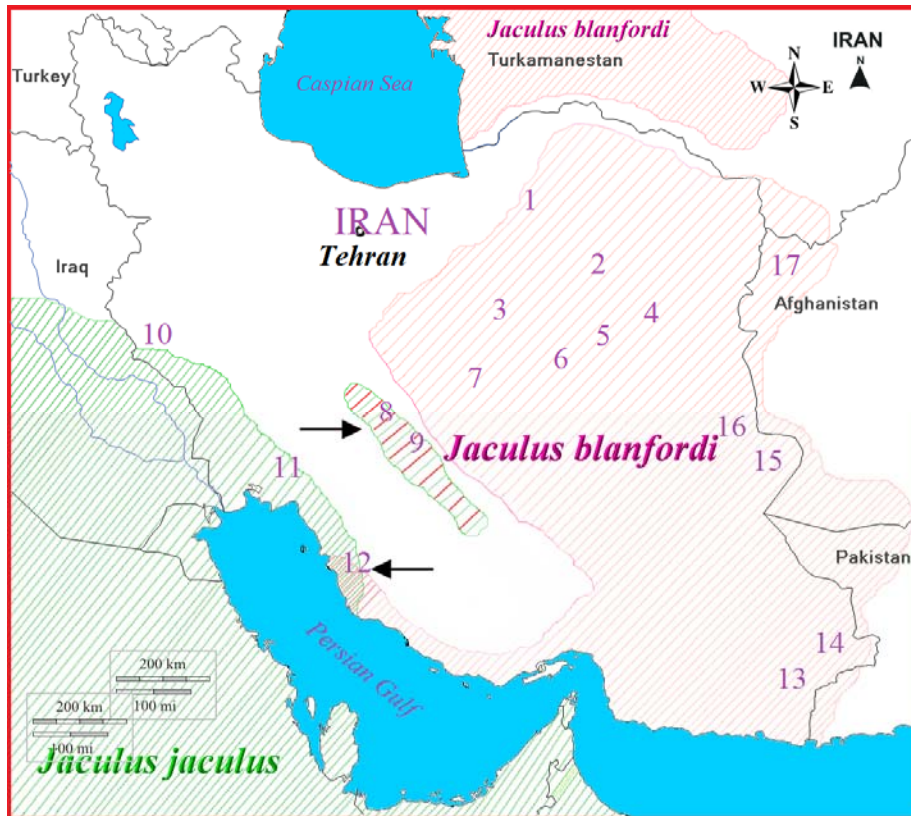 Jaculus blanfordi
Turkamanestan
IRAN
N
N
W
E
S
Turkey
Caspian Sea
1
IRAN
Tehran
2
17
Iraq
Afghanistan
3
4
10
5
6
7
8
16
9
Jaculus blanfordi
15
11
12
Pakistan
14
Persian Gulf
13
200 km
100 mi
200 km
100 mi
Jaculus jaculus